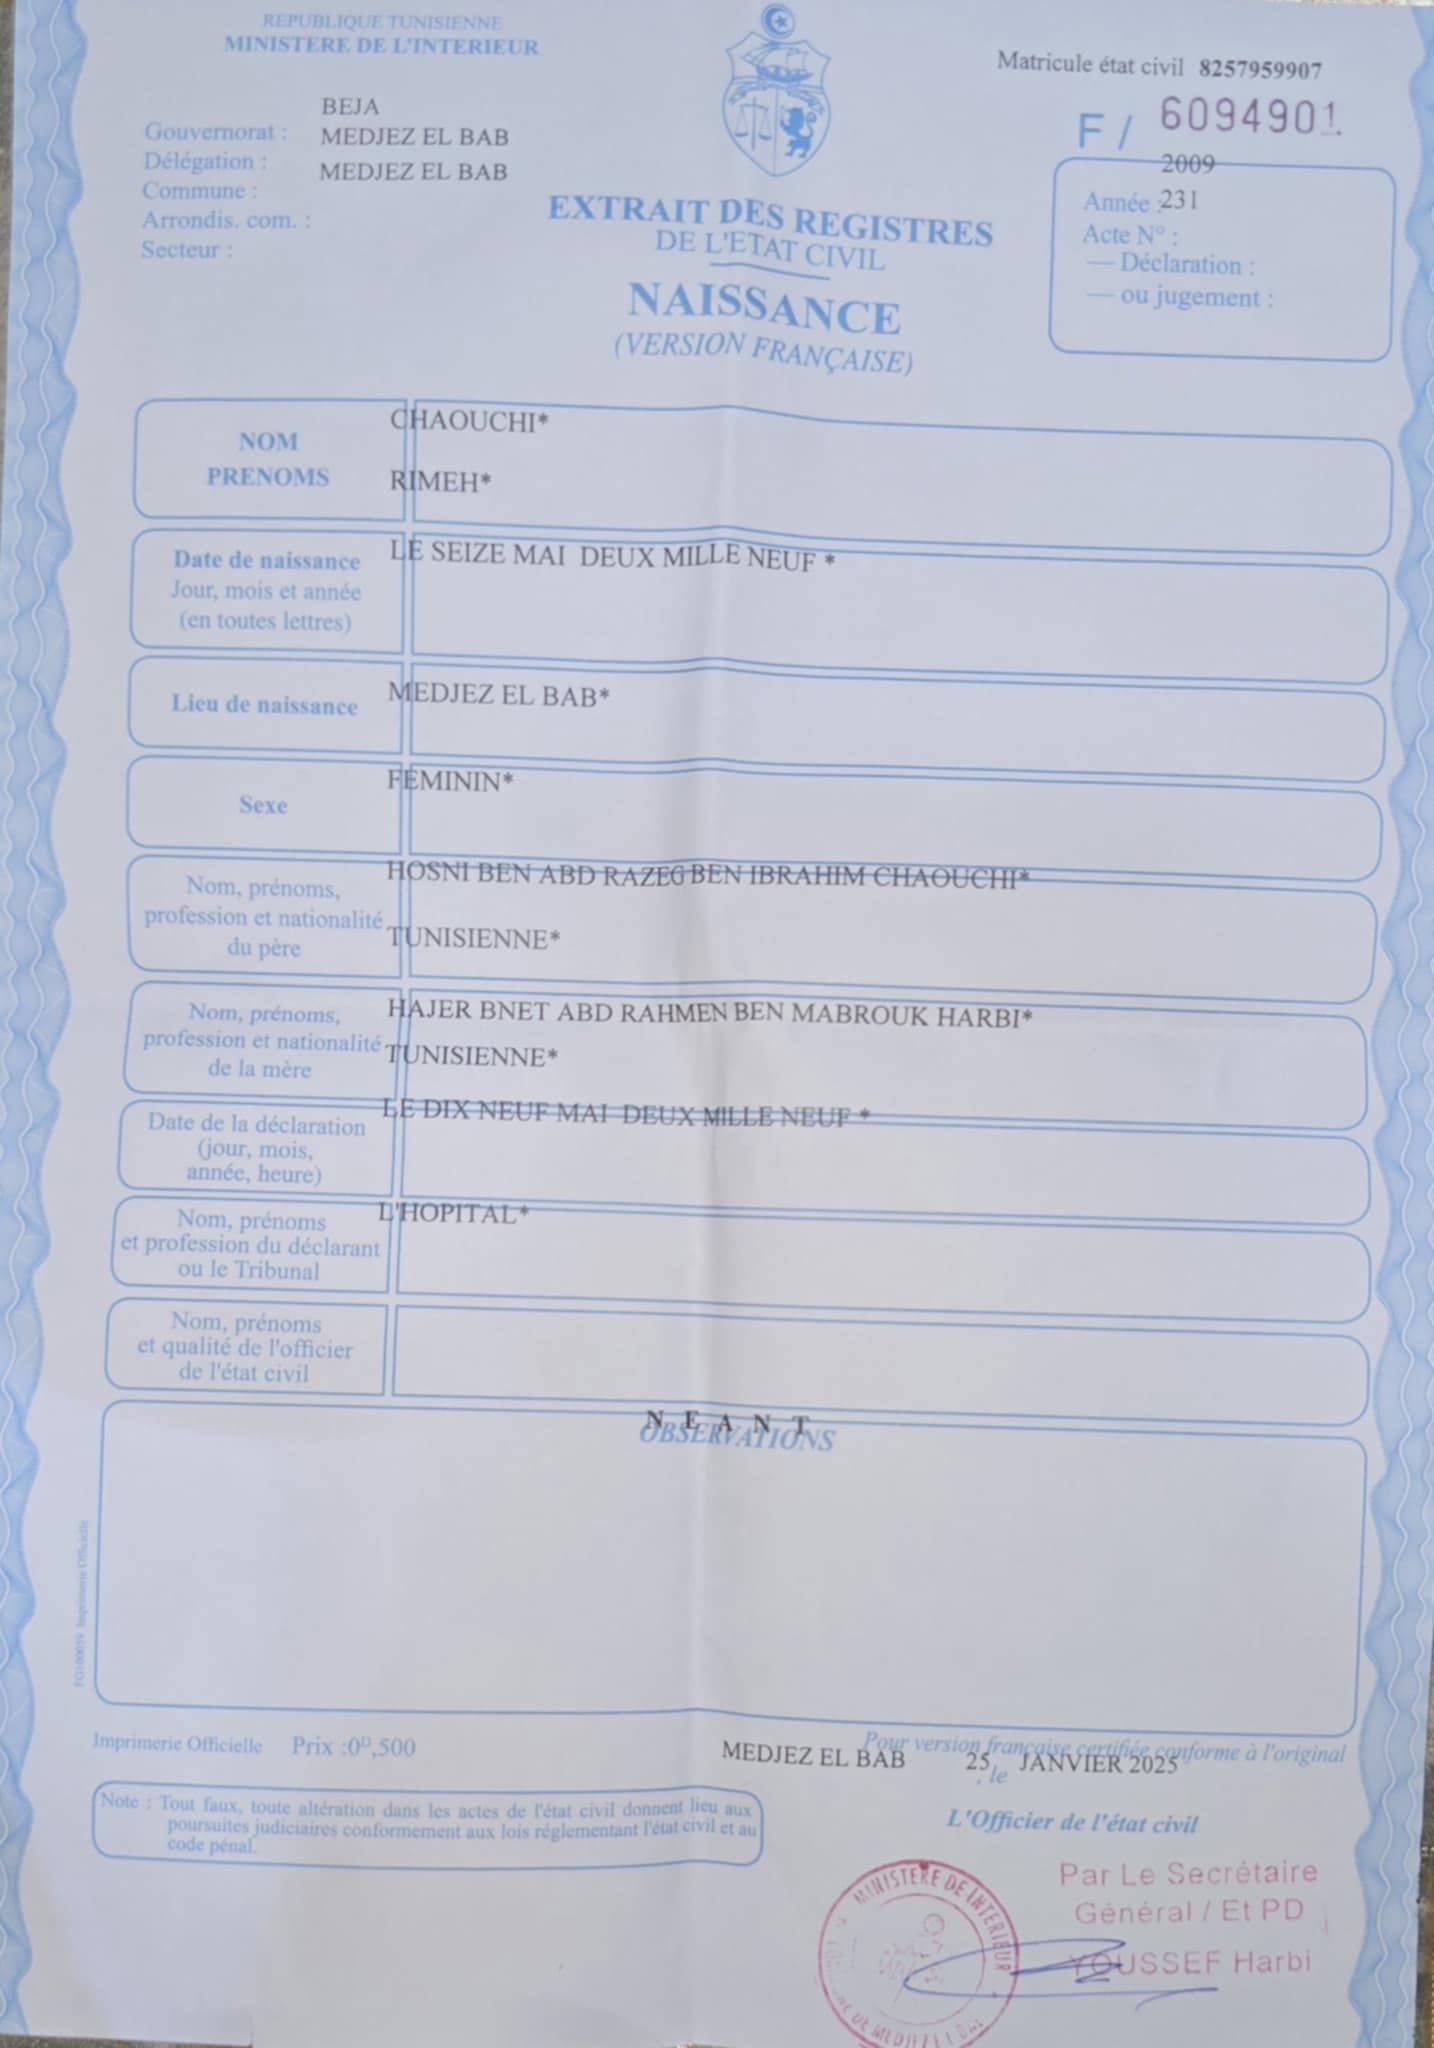 REPUBLIQUE TUNISIENNE
MINISTERE DE L'INTERIEUR
Matricule état civil 8257959907
F / 6094901
BEJA
Gouvernorat :
MEDJEZ EL BAB
Délégation :
MEDJEZ EL BAB
Commune :
Arrondis. com. :
Secteur :
2009
Année :231
Acte N° :
— Déclaration :
— ou jugement :
EXTRAIT DES REGISTRES
DE L'ETAT CIVIL
NAISSANCE
(VERSION FRANÇAISE)
NOM
CHAOUCHI*
PRENOMS
RIMEH*
Date de naissance
Jour, mois et année
(en toutes lettres)
LE SEIZE MAI DEUX MILLE NEUF *
Lieu de naissance
MEDJEZ EL BAB*
Sexe
FEMININ*
Nom, prénoms,
profession et nationalité
du père
HOSNI BEN ABD RAZEG BEN IBRAHIM CHAOUCHI*
TUNISIENNE*
Nom, prénoms,
profession et nationalité
de la mère
HAJER BNET ABD RAHMEN BEN MABROUK HARBI*
TUNISIENNE*
Date de la déclaration
(jour, mois,
année, heure)
LE DIX NEUF MAI DEUX MILLE NEUF *
Nom, prénoms
et profession du déclarant
ou le Tribunal
L'HOPITAL*
Nom, prénoms
et qualité de l'officier
de l'état civil
N E A N T
OBSERVATIONS
FG100059 Imprimerie Officielle
Imprimerie Officielle Prix :0D,500
Pour version française certifiée conforme à l'original
MEDJEZ EL BAB 25 JANVIER 2025
, le
Note : Tout faux, toute altération dans les actes de l'état civil donnent lieu aux
poursuites judiciaires conformement aux lois réglementant l'état civil et au
code pénal.
L'Officier de l'état civil
Par Le Secrétaire
Général / Et PD
YOUSSEF Harbi
MINISTERE DE INTERIEUR